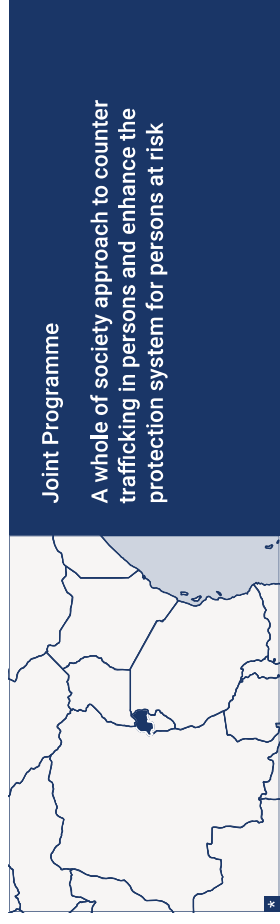 Joint Programme
A whole of society approach to counter
trafficking in persons and enhance the
protection system for persons at risk
*